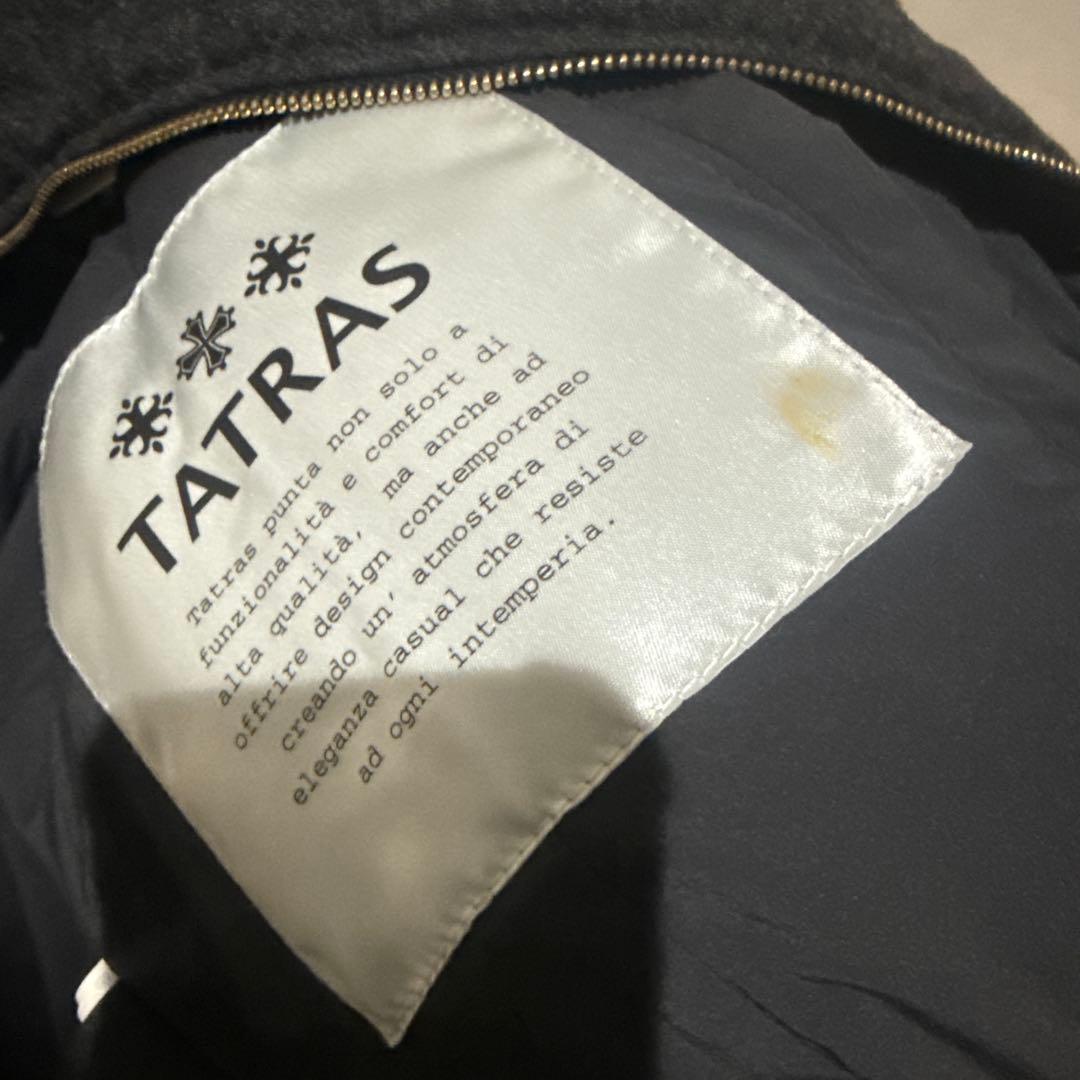 TATRAS
Tatras punta non solo a
funzionalità e comfort di
alta qualità, ma anche ad
offrire design contemporaneo
creando un' atmosfera di
eleganza casual che resiste
ad ogni intemperia.